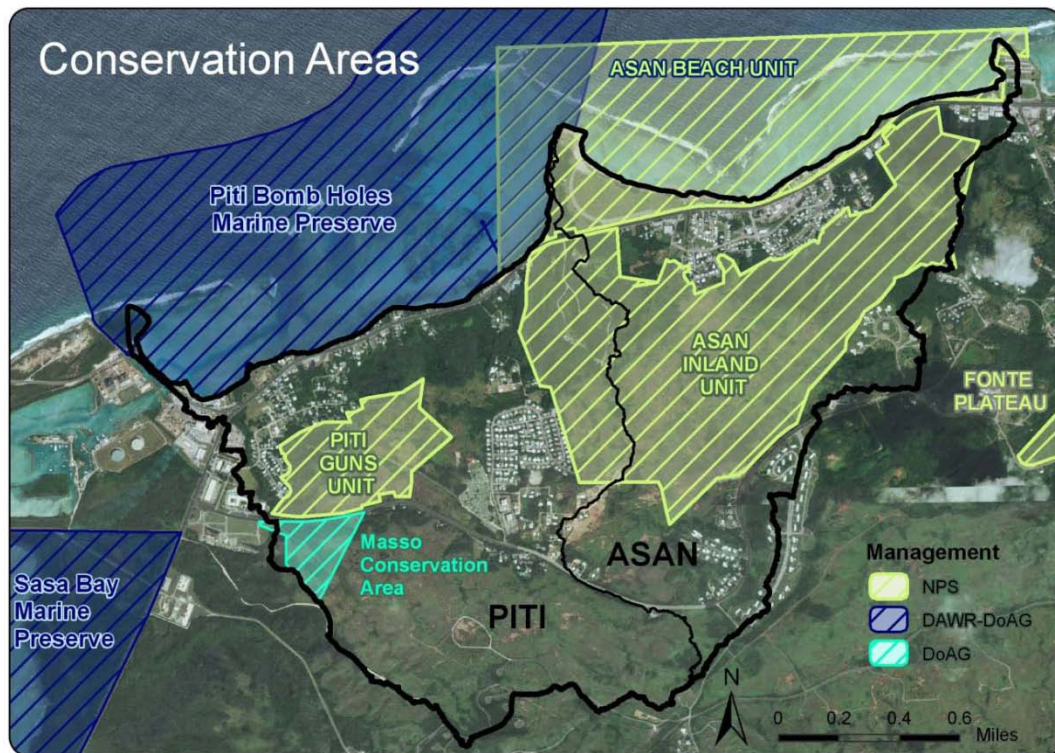 Conservation Areas
ASAN BEACH UNIT
Piti Bomb Holes
Marine Preserve
ASAN
INLAND
UNIT
FONTE
PLATEAU
PITI
GUNS
UNIT
Masso
Conservation
Area
ASAN
PITI
Sasa Bay
Marine
Preserve
Management
NPS
DAWR-DoAG
DoAG
N
0 0.2 0.4 0.6
Miles